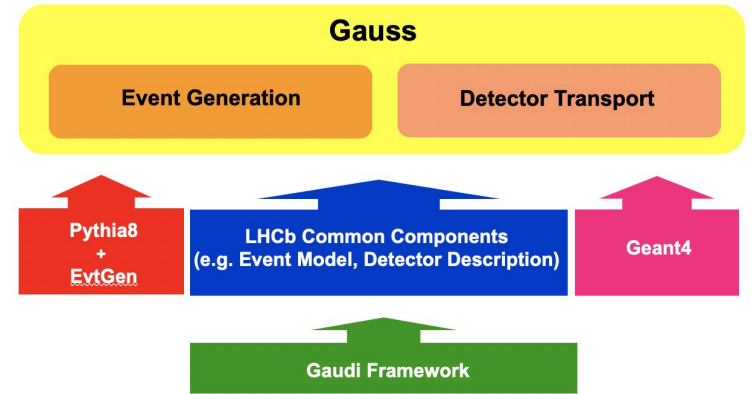 Gauss
Event Generation
Detector Transport
Pythia8
+
EvtGen
LHCb Common Components
(e.g. Event Model, Detector Description)
Geant4
Gaudi Framework